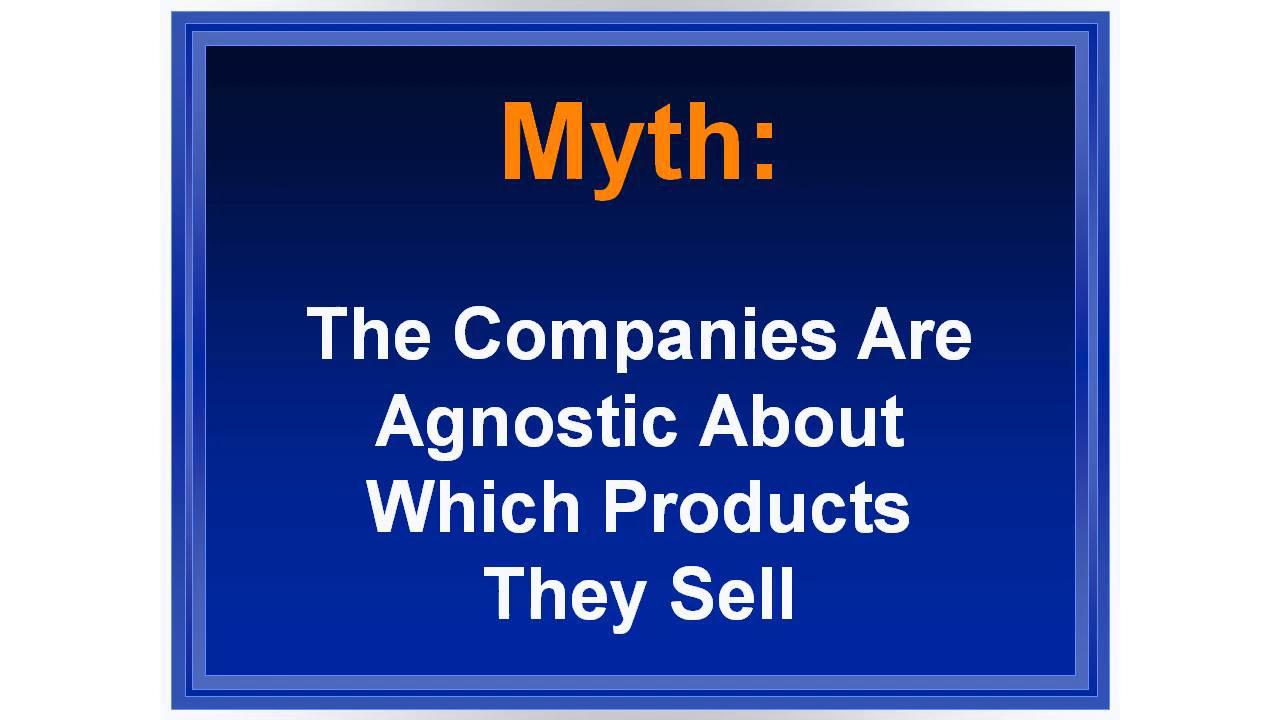 Myth:
The Companies Are
Agnostic About
Which Products
They Sell